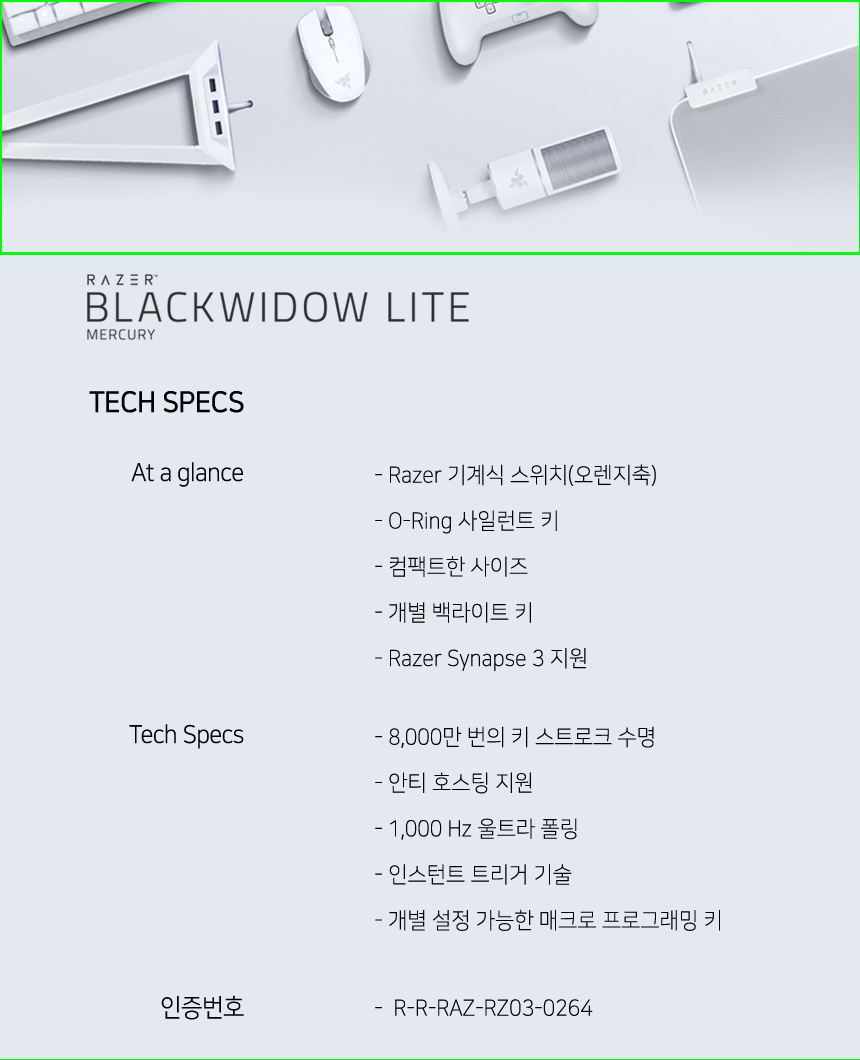 RAZER
RAZER™
BLACKWIDOW LITE
MERCURY
TECH SPECS
At a glance
- Razer 기계식 스위치(오렌지축)
- O-Ring 사일런트 키
- 컴팩트한 사이즈
- 개별 백라이트 키
- Razer Synapse 3 지원
Tech Specs
- 8,000만 번의 키 스트로크 수명
- 안티 호스팅 지원
- 1,000 Hz 울트라 폴링
- 인스턴트 트리거 기술
- 개별 설정 가능한 매크로 프로그래밍 키
인증번호
- R-R-RAZ-RZ03-0264